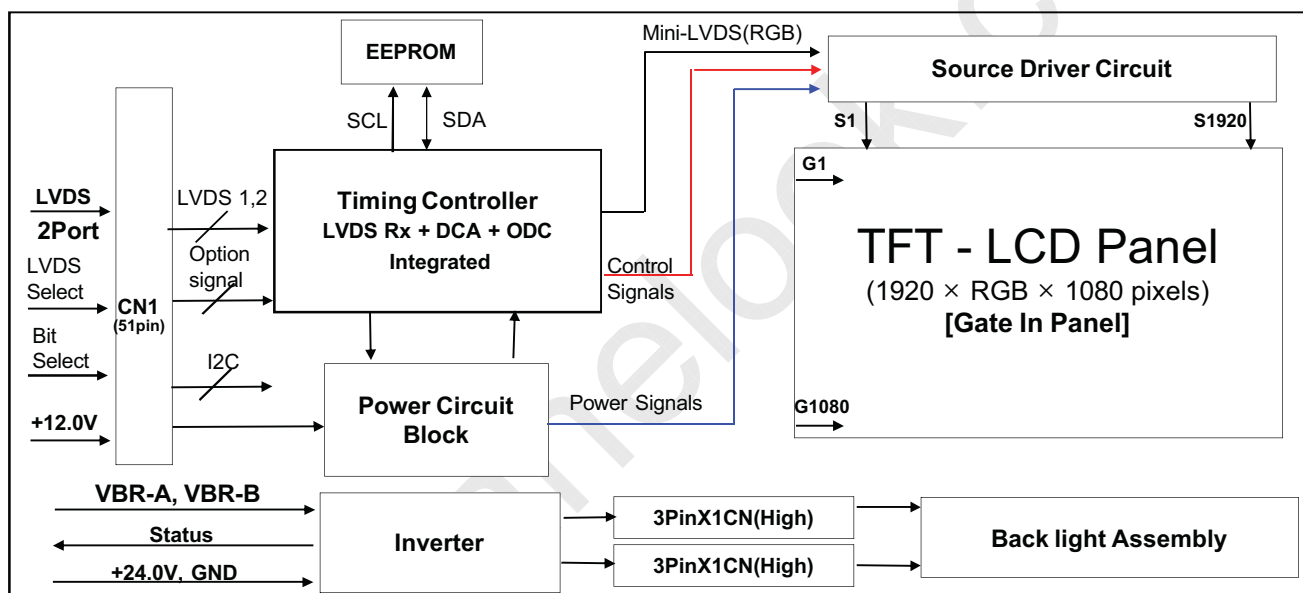 EEPROM
Mini-LVDS(RGB)
Source Driver Circuit
SCL
SDA
S1
S1920
LVDS
2Port
LVDS
Select
Bit
Select
+12.0V
CN1
(51pin)
LVDS 1,2
Option
signal
I2C
Timing Controller
LVDS Rx + DCA + ODC
Integrated
Control
Signals
Power Circuit
Block
Power Signals
G1
TFT - LCD Panel
(1920 × RGB × 1080 pixels)
[Gate In Panel]
G1080
VBR-A, VBR-B
Status
+24.0V, GND
Inverter
3PinX1CN(High)
3PinX1CN(High)
Back light Assembly